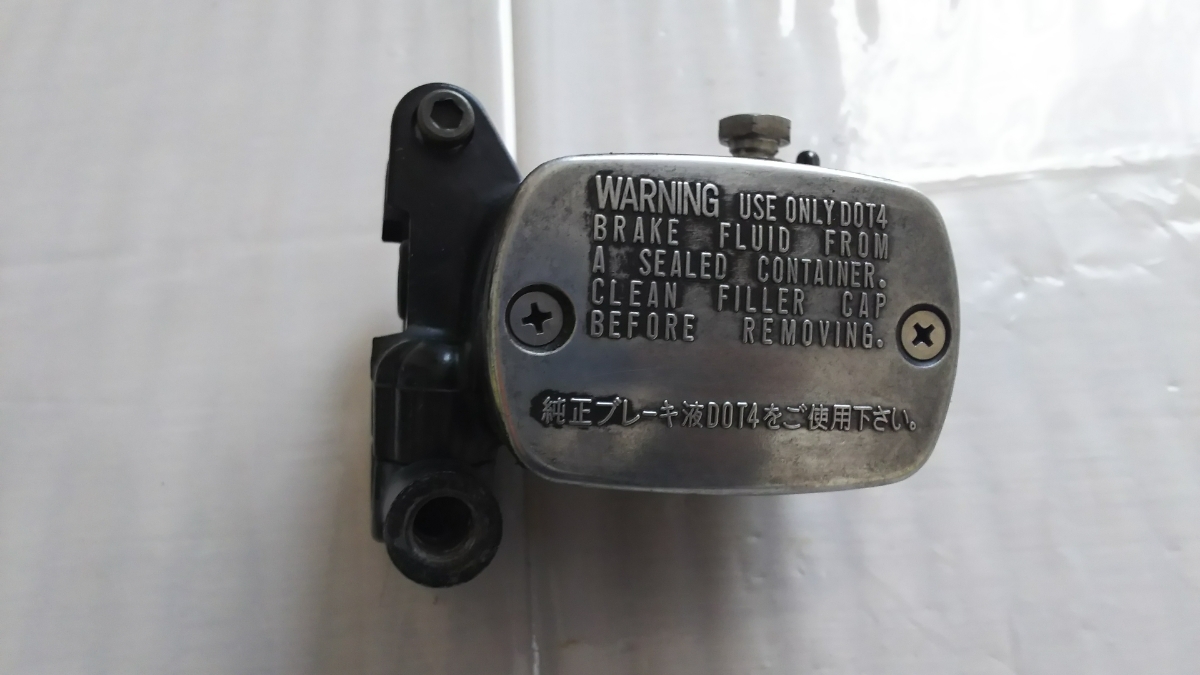 WARNING USE ONLY DOT4
BRAKE FLUID FROM
A SEALED CONTAINER.
CLEAN FILLER CAP
BEFORE REMOVING.
純正ブレーキ液DOT4をご使用下さい。